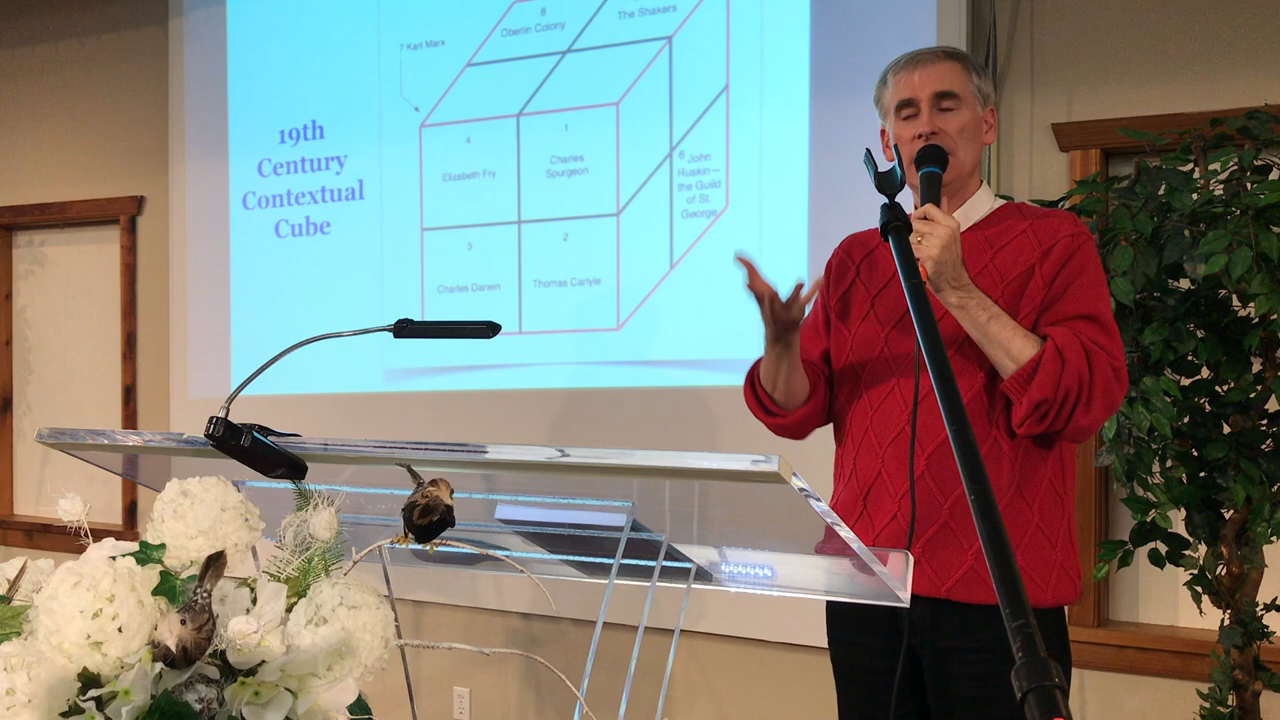 8
Oberlin Colony
The Shakers
7 Karl Marx
19th
Century
Contextual
Cube
4
Elizabeth Fry
1
Charles
Spurgeon
6 John
Ruskin—
the Guild
of St.
George
3
Charles Darwin
2
Thomas Carlyle